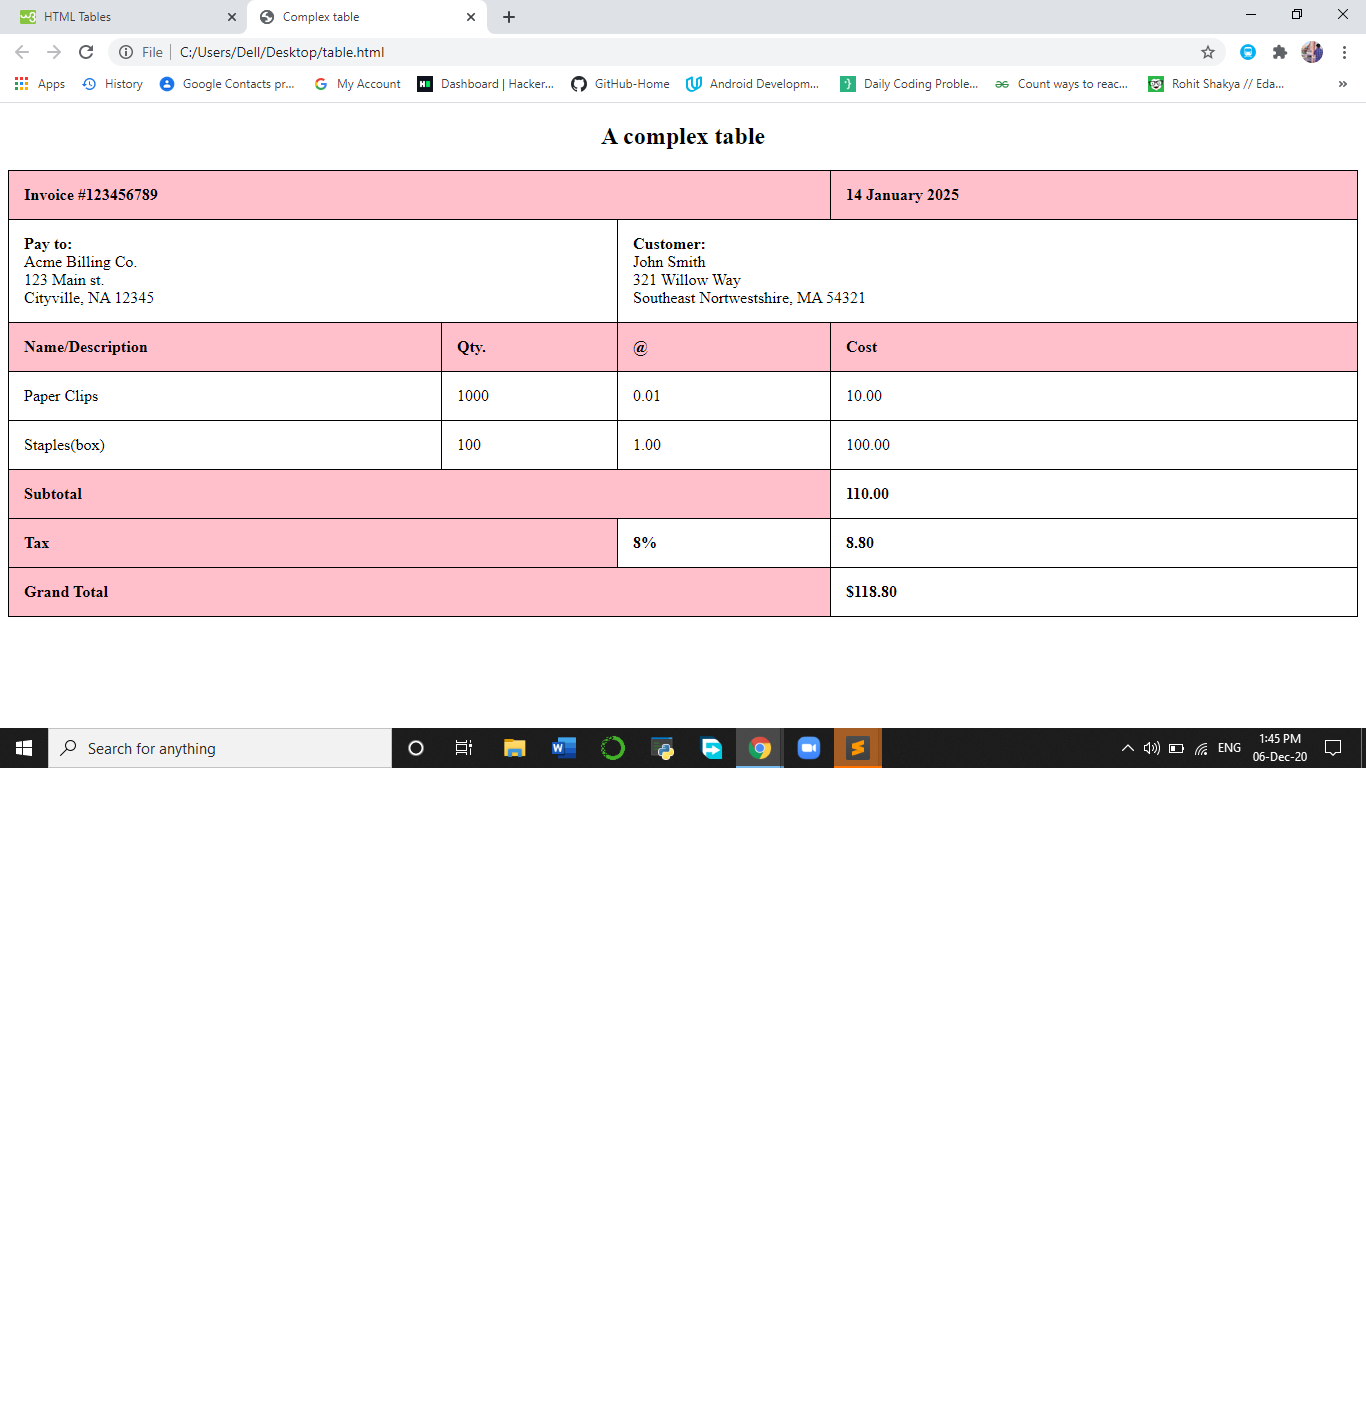 HTML Tables
Complex table
File
C:/Users/Dell/Desktop/table.html
Apps
History
Google Contacts pr...
My Account
Dashboard | Hacker...
GitHub-Home
Android Developm...
Daily Coding Proble...
Count ways to reac...
Rohit Shakya // Eda...
A complex table
Invoice #123456789
14 January 2025
Pay to:
Acme Billing Co.
123 Main st.
Cityville, NA 12345
Customer:
John Smith
321 Willow Way
Southeast Nortwestshire, MA 54321
Name/Description
Qty.
@
Cost
Paper Clips
1000
0.01
10.00
Staples(box)
100
1.00
100.00
Subtotal
110.00
Tax
8%
8.80
Grand Total
$118.80
Search for anything
ENG
1:45 PM
06-Dec-20